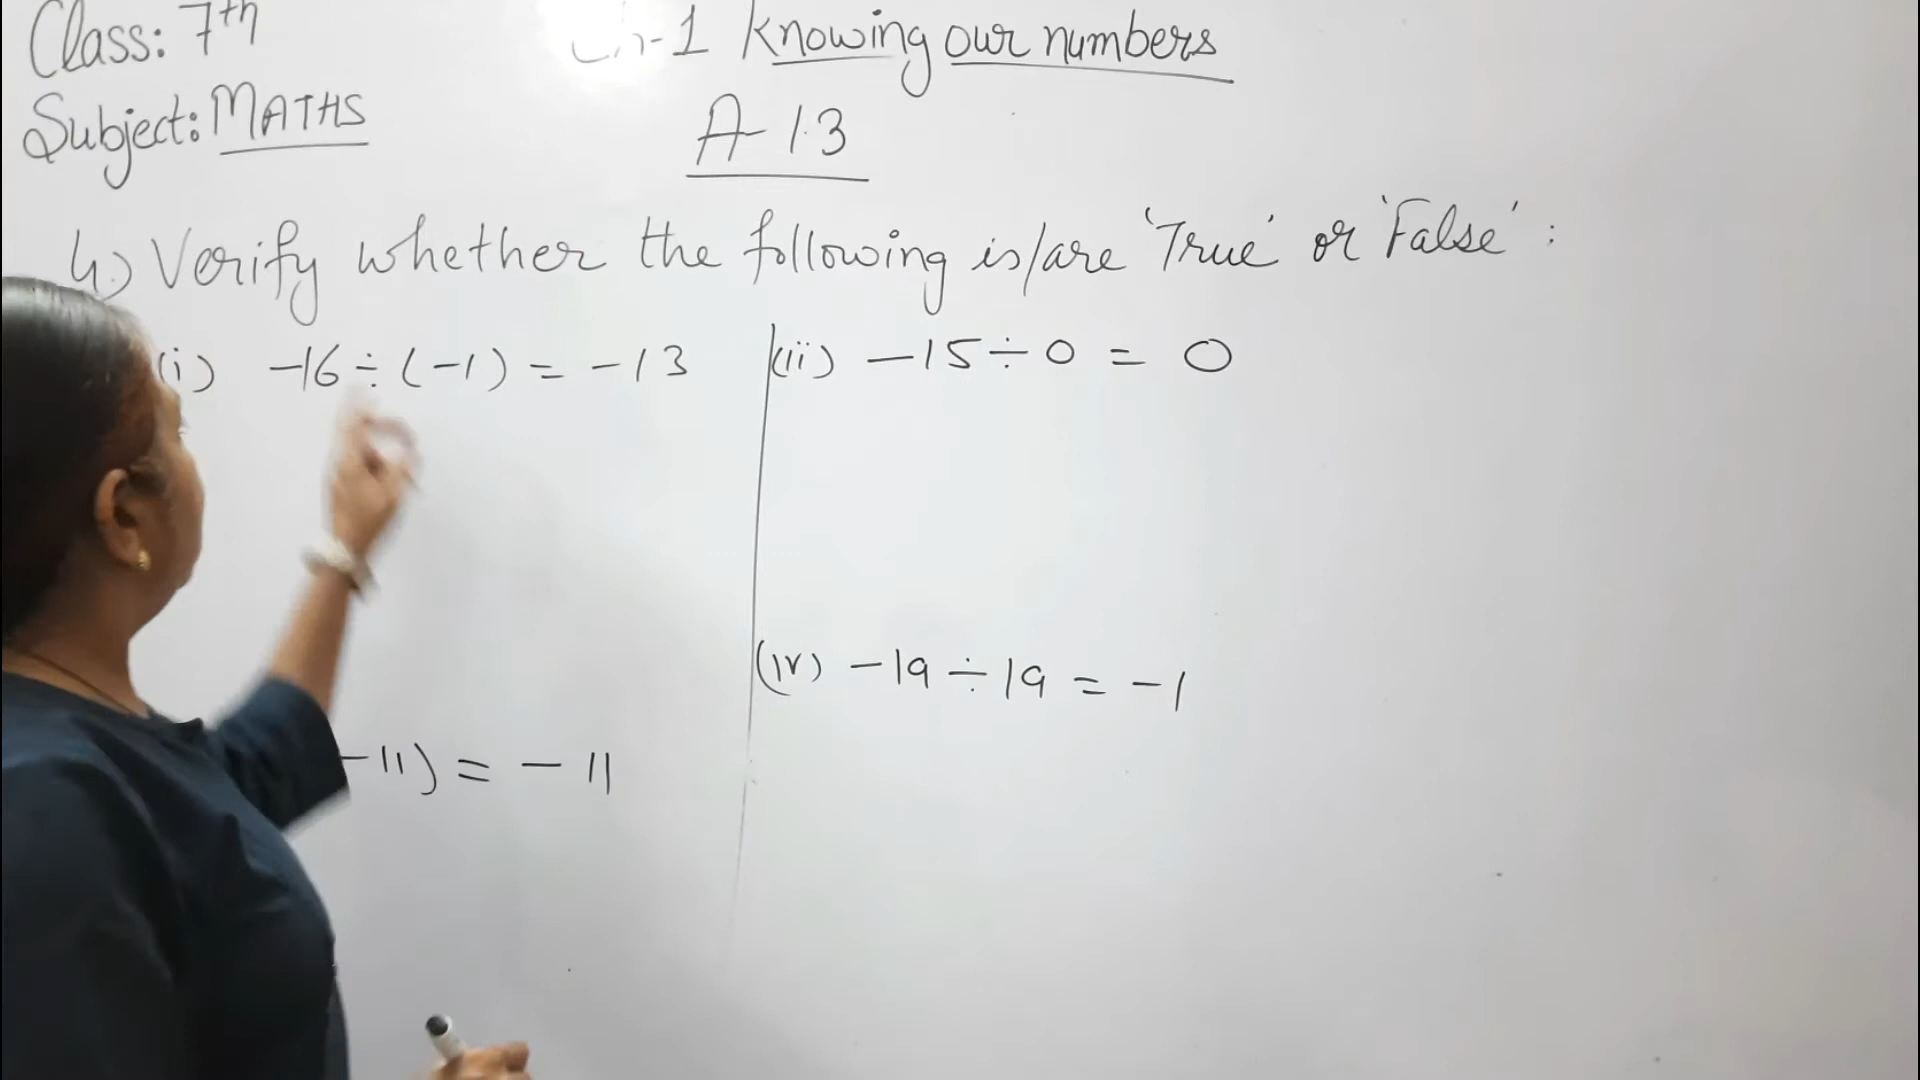 Class: 7th
-1 Knowing our numbers
Subject: MATHS
A-1.3
4.) Verify whether the following is/are 'True' or 'False' :
(i) -16 ÷ (-1) = -13
(ii) -15 ÷ 0 = 0
(iv) -19 ÷ 19 = -1
-11) = -11